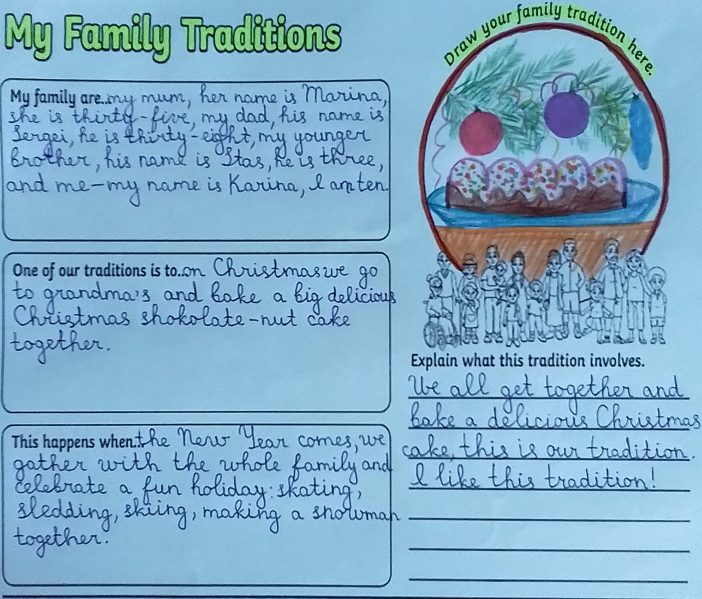 My Family Traditions
Draw your family tradition here.
My family are...my mum, her name is Marina,
she is thirty-five, my dad, his name is
Sergei, he is thirty-eight, my younger
brother, his name is Stas, he is three,
and me-my name is Karina, I am ten.
One of our traditions is to...on Christmas we go
to grandma's and bake a big delicious
Christmas shokolate-nut cake
together.
This happens when...the New Year comes, we
gather with the whole family and
celebrate a fun holiday: skating,
sledding, skiing, making a snowman
together.
Explain what this tradition involves.
We all get together and
bake a delicious Christmas
cake, this is our tradition.
I like this tradition!